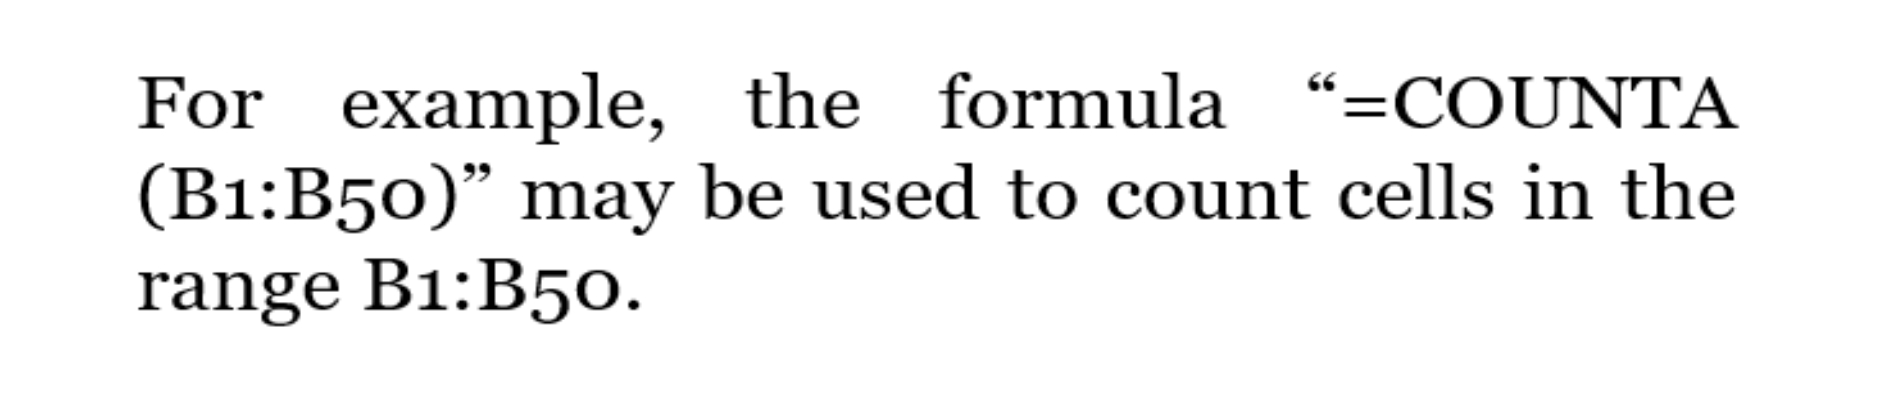 For example, the formula “=COUNTA
(B1:B50)” may be used to count cells in the
range B1:B50.